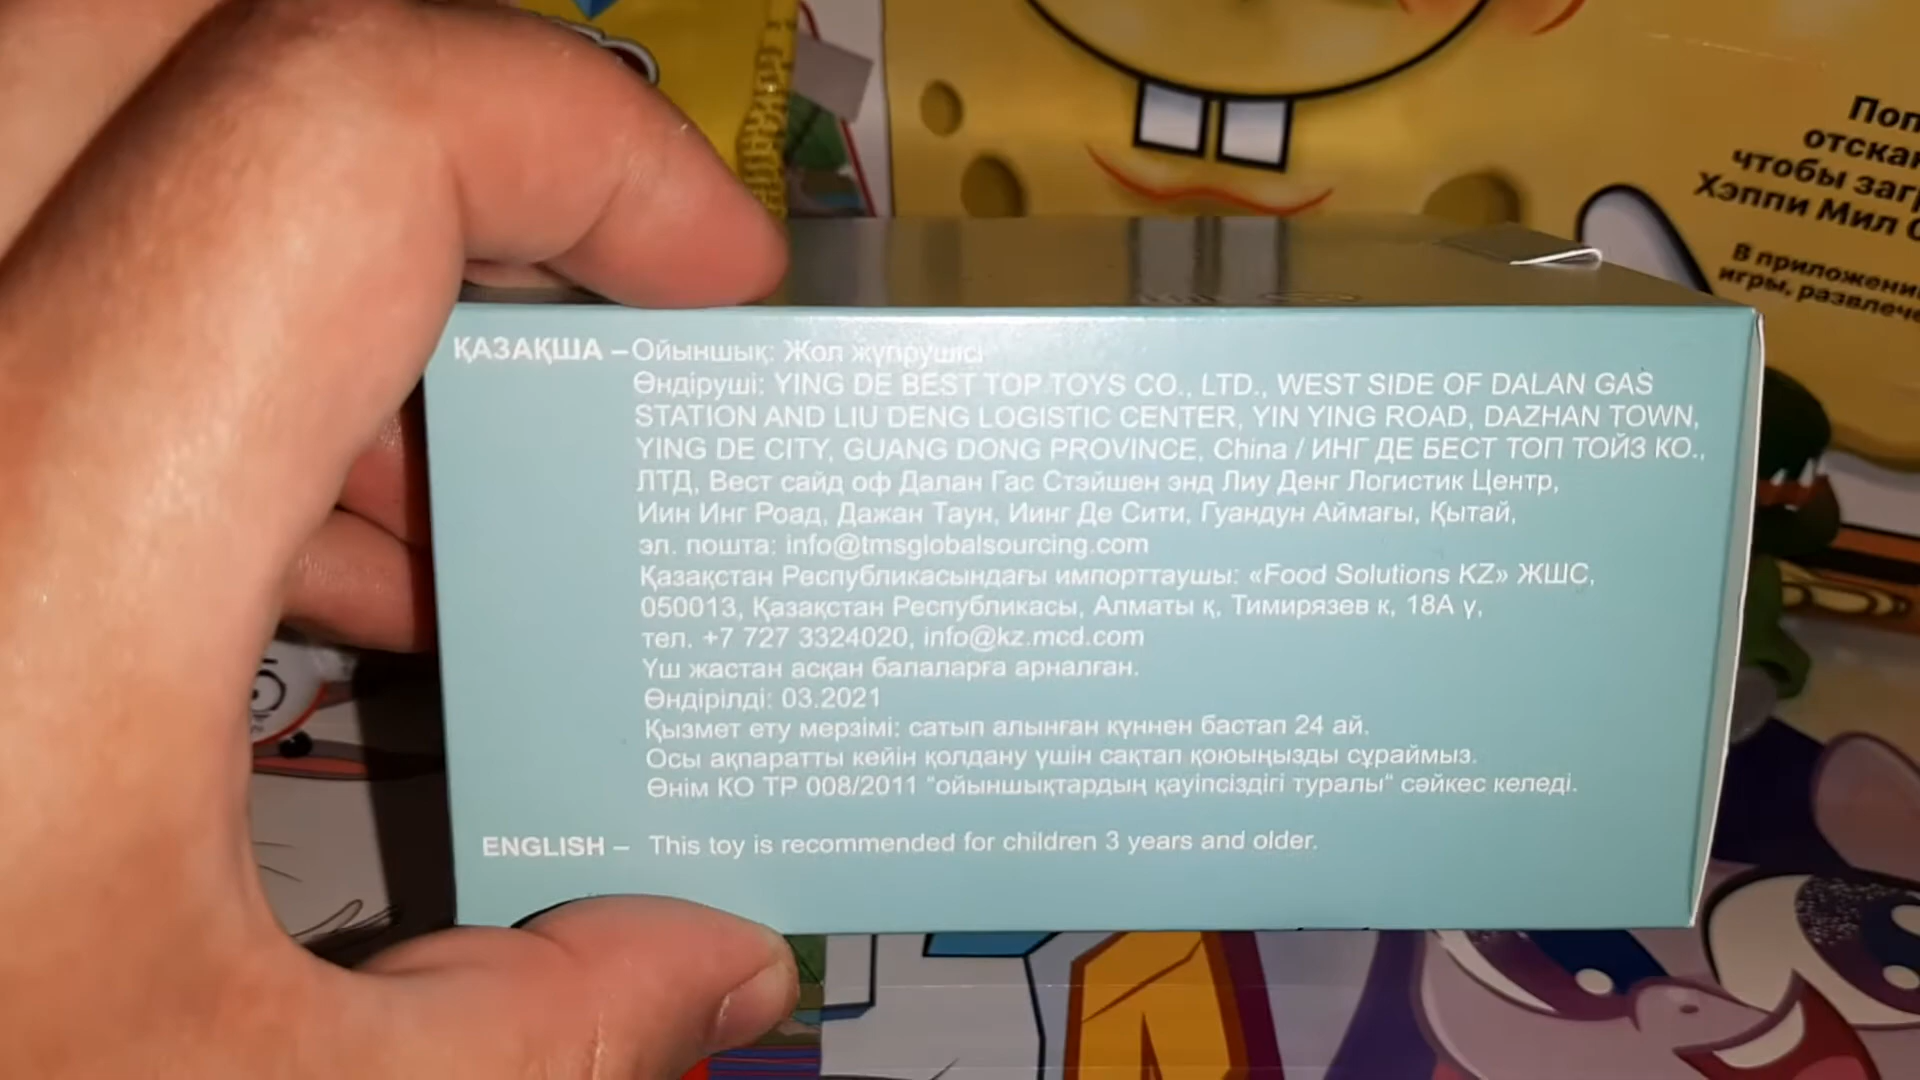 ҚАЗАҚША – Ойыншық: Жол жүпрушісі
Өндіруші: YING DE BEST TOP TOYS CO., LTD., WEST SIDE OF DALAN GAS
STATION AND LIU DENG LOGISTIC CENTER, YIN YING ROAD, DAZHAN TOWN,
YING DE CITY, GUANG DONG PROVINCE, China / ИНГ ДЕ БЕСТ ТОП ТОЙЗ КО.,
ЛТД, Вест сайд оф Далан Гас Стэйшен энд Лиу Денг Логистик Центр,
Иин Инг Роад, Дажан Таун, Иинг Де Сити, Гуандун Аймағы, Қытай,
эл. пошта: info@tmsglobalsourcing.com
Қазақстан Республикасындағы импорттаушы: «Food Solutions KZ» ЖШС,
050013, Қазақстан Республикасы, Алматы қ, Тимирязев к, 18А ү,
тел. +7 727 3324020, info@kz.mcd.com
Үш жастан асқан балаларға арналған.
Өндірілді: 03.2021
Қызмет ету мерзімі: сатып алынған күннен бастап 24 ай.
Осы ақпаратты кейін қолдану үшін сақтап қоюыңызды сұраймыз.
Өнім КО ТР 008/2011 "ойыншықтардың қауіпсіздігі туралы" сәйкес келеді.
ENGLISH – This toy is recommended for children 3 years and older.
Поп
отска
чтобы заг
Хэппи Мил
В приложени
игры, развлече